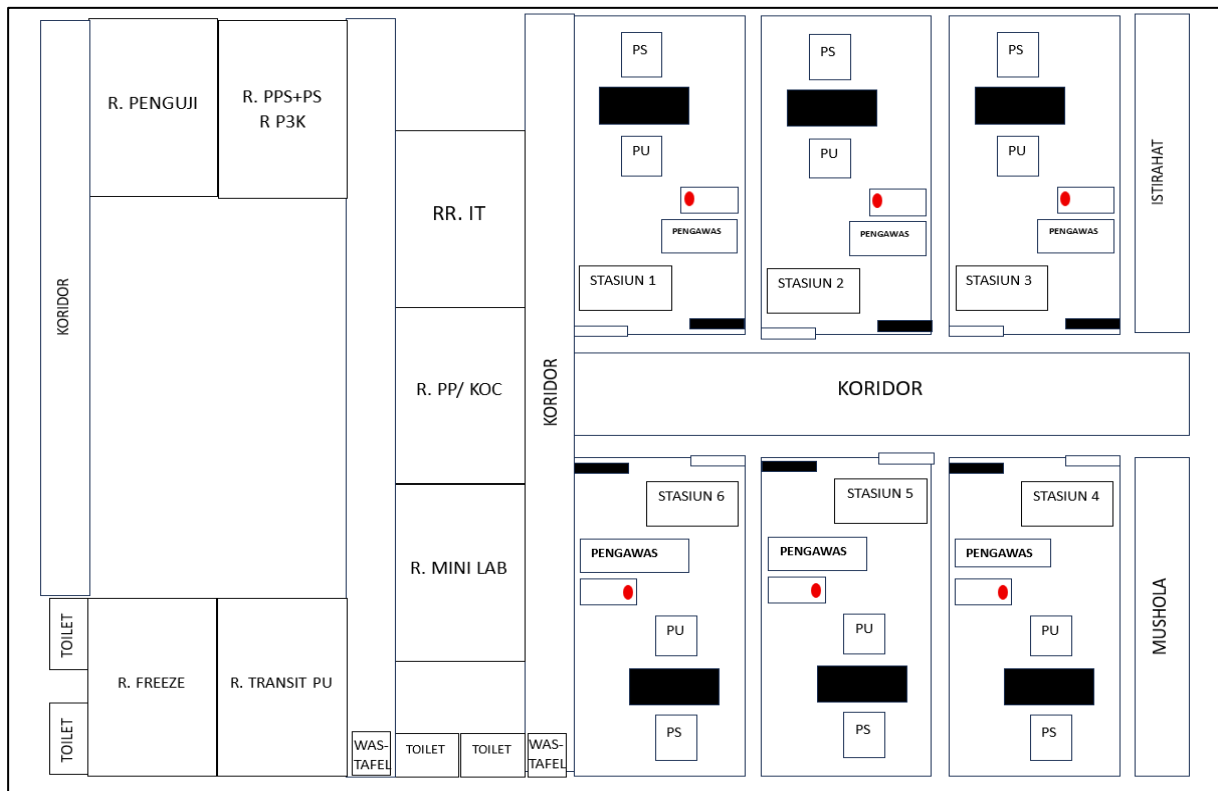 KORIDOR
R. PENGUJI
R. PPS+PS
R P3K
RR. IT
R. PP/ KOC
R. MINI LAB
KORIDOR
PS
PU
PENGAWAS
STASIUN 1
PS
PU
PENGAWAS
STASIUN 2
PS
PU
PENGAWAS
STASIUN 3
ISTIRAHAT
KORIDOR
STASIUN 6
PENGAWAS
PU
PS
STASIUN 5
PENGAWAS
PU
PS
STASIUN 4
PENGAWAS
PU
PS
MUSHOLA
TOILET
TOILET
R. FREEZE
R. TRANSIT PU
WAS-
TAFEL
TOILET
TOILET
WAS-
TAFEL